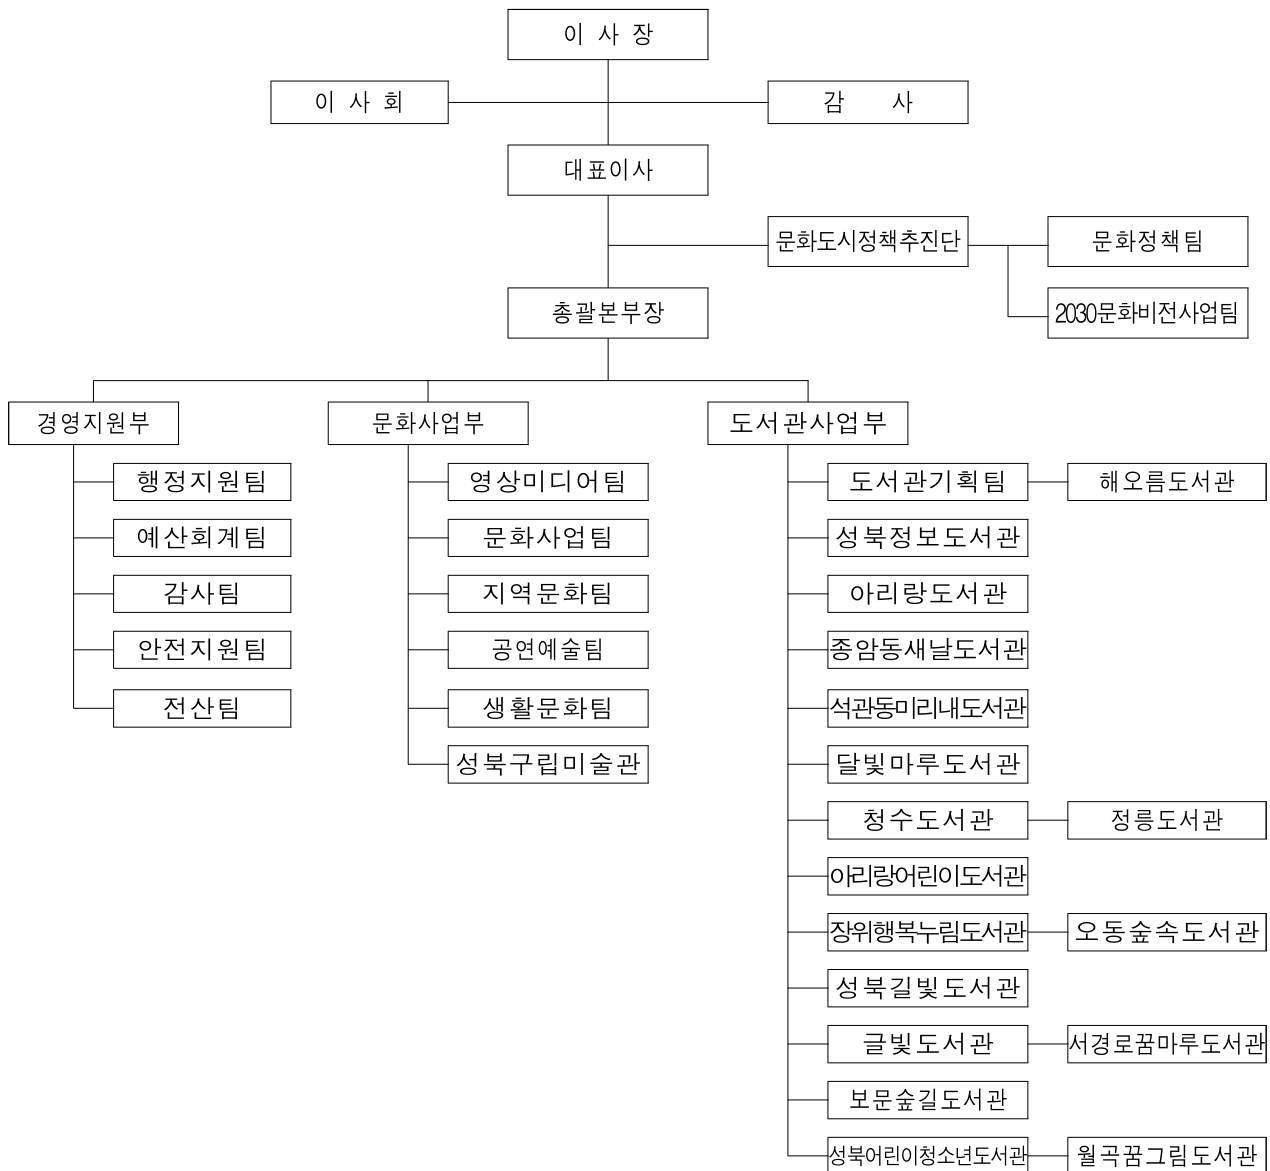 이 사 장
이 사 회
감 사
대표이사
문화도시정책추진단
문화정책팀
2030문화비전사업팀
총괄본부장
경영지원부
문화사업부
도서관사업부
행정지원팀
영상미디어팀
도서관기획팀
해오름도서관
예산회계팀
문화사업팀
성북정보도서관
감사팀
지역문화팀
아리랑도서관
안전지원팀
공연예술팀
종암동새날도서관
전산팀
생활문화팀
석관동미리내도서관
성북구립미술관
달빛마루도서관
청수도서관
정릉도서관
아리랑어린이도서관
장위행복누림도서관
오동숲속도서관
성북길빛도서관
글빛도서관
서경로꿈마루도서관
보문숲길도서관
성북어린이청소년도서관
월곡꿈그림도서관